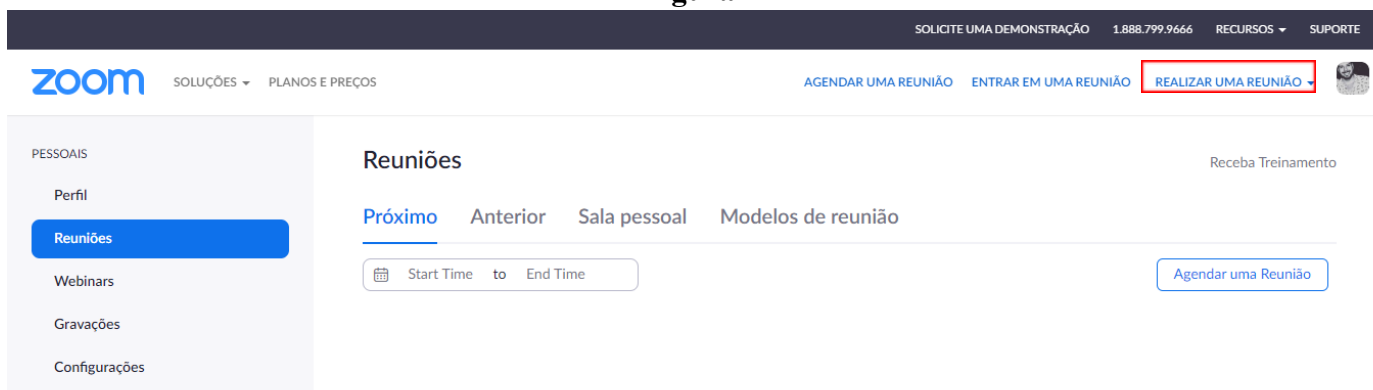 SOLICITE UMA DEMONSTRAÇÃO 1.888.799.9666 RECURSOS SUPORTE
zoom SOLUÇÕES PLANOS E PREÇOS AGENDAR UMA REUNIÃO ENTRAR EM UMA REUNIÃO REALIZAR UMA REUNIÃO
PESSOAIS
Perfil
Reuniões
Webinars
Gravações
Configurações
Reuniões Receba Treinamento
Próximo Anterior Sala pessoal Modelos de reunião
Start Time to End Time Agendar uma Reunião